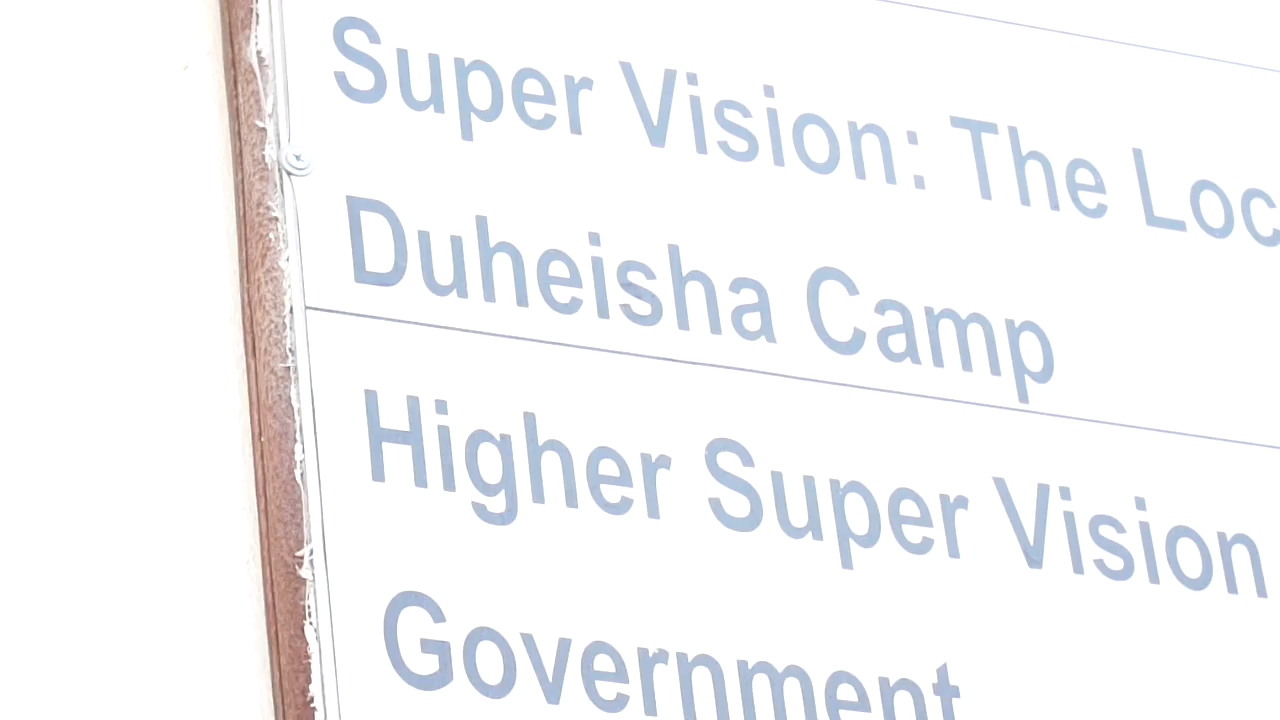 Super Vision: The Loc
Duheisha Camp
Higher Super Vision
Government